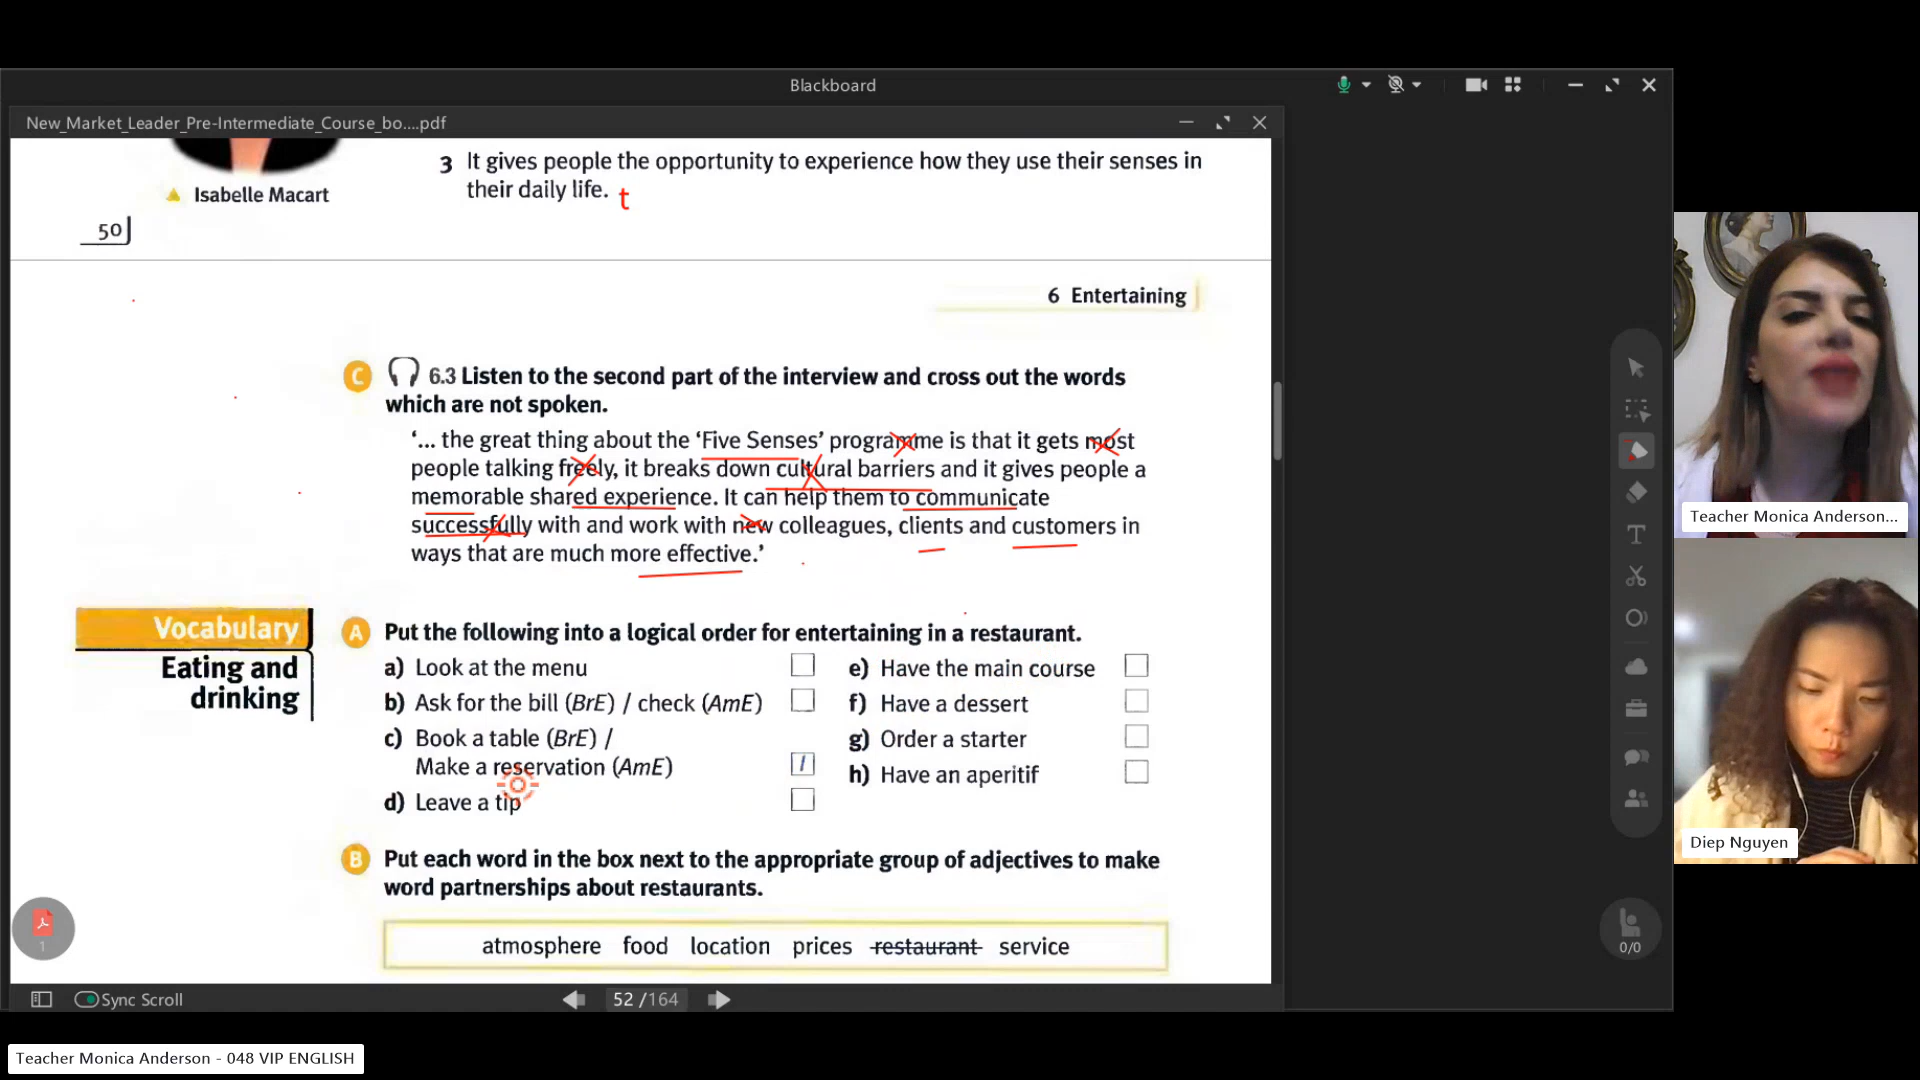 Blackboard
New_Market_Leader_Pre-Intermediate_Course_bo....pdf
3 It gives people the opportunity to experience how they use their senses in
their daily life. t
Isabelle Macart
50
6 Entertaining
C 6.3 Listen to the second part of the interview and cross out the words
which are not spoken.
‘... the great thing about the ‘Five Senses’ programme is that it gets most
people talking freely, it breaks down cultural barriers and it gives people a
memorable shared experience. It can help them to communicate
successfully with and work with new colleagues, clients and customers in
ways that are much more effective.’
Vocabulary
Eating and
drinking
A Put the following into a logical order for entertaining in a restaurant.
a) Look at the menu
b) Ask for the bill (BrE) / check (AmE)
c) Book a table (BrE) /
Make a reservation (AmE) 1
d) Leave a tip
e) Have the main course
f) Have a dessert
g) Order a starter
h) Have an aperitif
B Put each word in the box next to the appropriate group of adjectives to make
word partnerships about restaurants.
atmosphere food location prices restaurant service
1
Sync Scroll
52 /164
0/0
Teacher Monica Anderson...
Diep Nguyen
Teacher Monica Anderson - 048 VIP ENGLISH